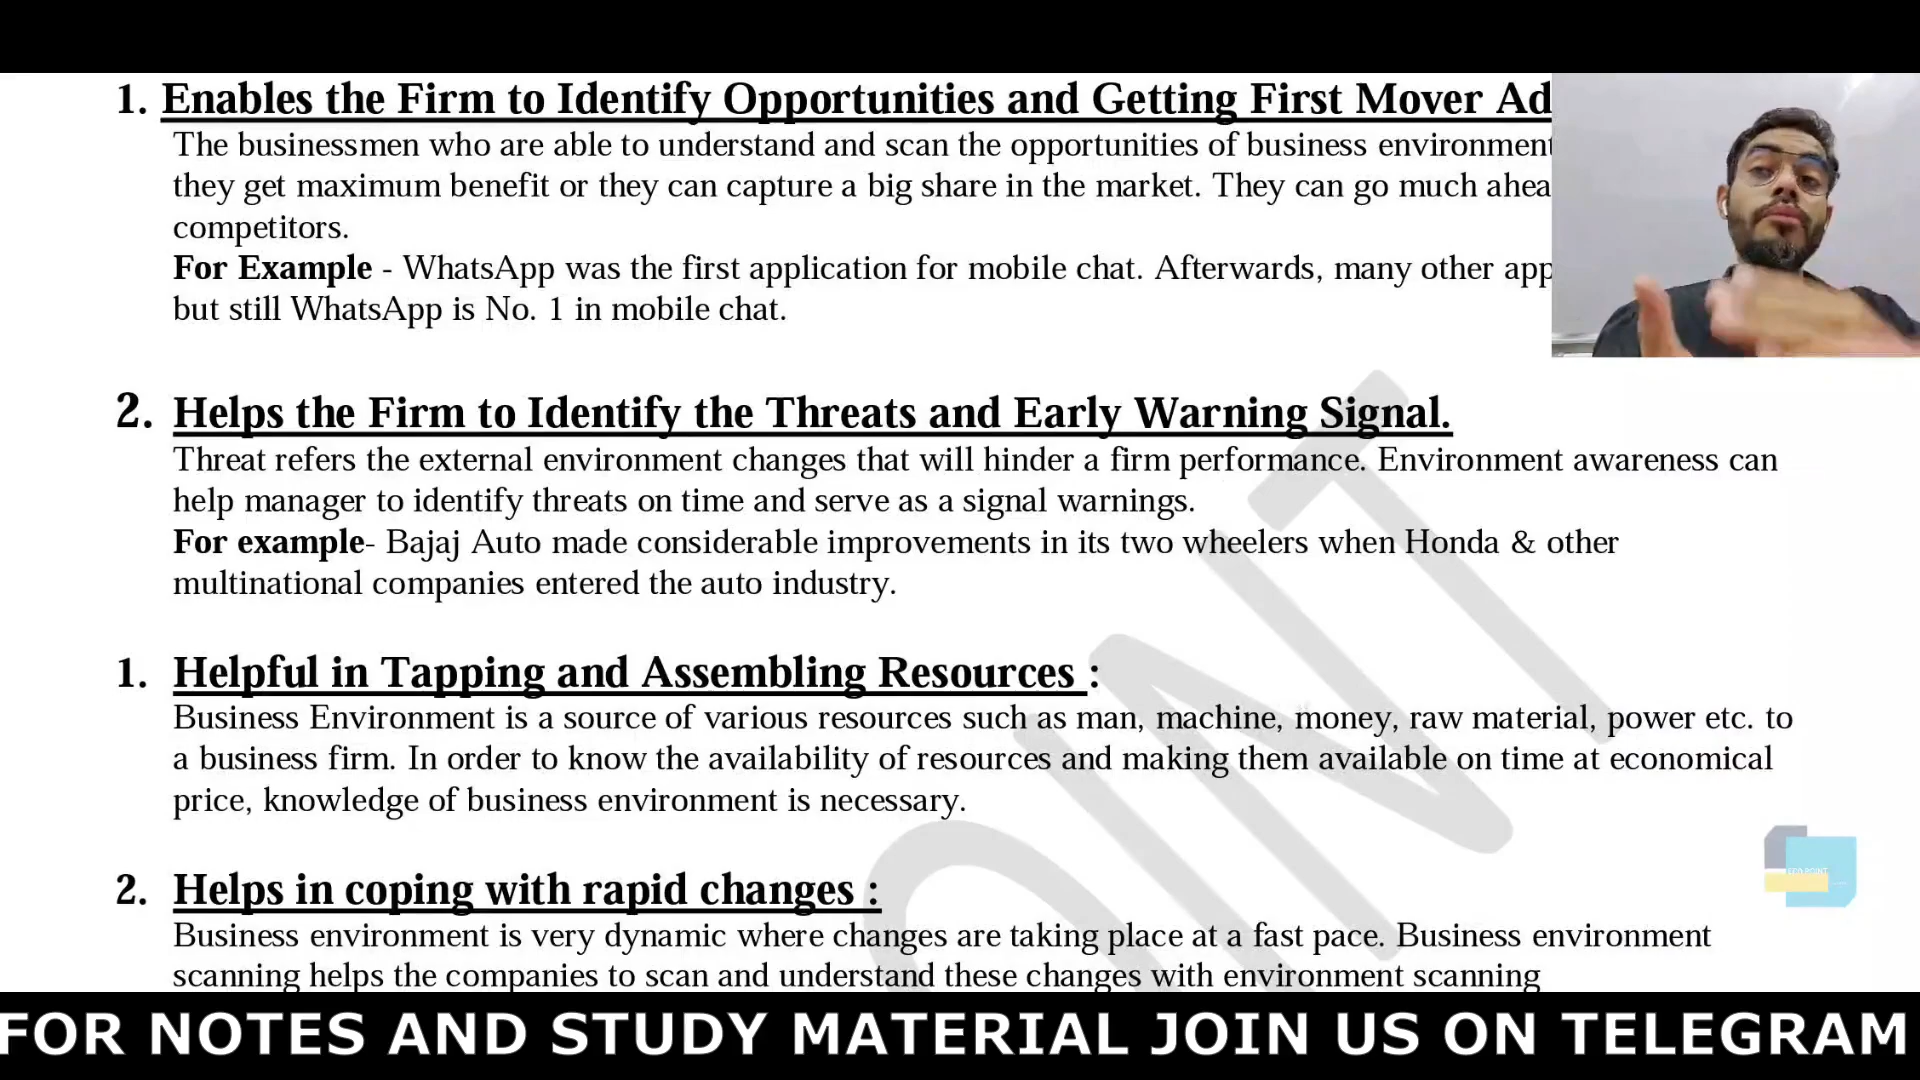 1. Enables the Firm to Identify Opportunities and Getting First Mover Ad
The businessmen who are able to understand and scan the opportunities of business environment
they get maximum benefit or they can capture a big share in the market. They can go much ahea
competitors.
For Example - WhatsApp was the first application for mobile chat. Afterwards, many other app
but still WhatsApp is No. 1 in mobile chat.
2. Helps the Firm to Identify the Threats and Early Warning Signal.
Threat refers the external environment changes that will hinder a firm performance. Environment awareness can
help manager to identify threats on time and serve as a signal warnings.
For example- Bajaj Auto made considerable improvements in its two wheelers when Honda & other
multinational companies entered the auto industry.
1. Helpful in Tapping and Assembling Resources :
Business Environment is a source of various resources such as man, machine, money, raw material, power etc. to
a business firm. In order to know the availability of resources and making them available on time at economical
price, knowledge of business environment is necessary.
2. Helps in coping with rapid changes :
Business environment is very dynamic where changes are taking place at a fast pace. Business environment
scanning helps the companies to scan and understand these changes with environment scanning
FOR NOTES AND STUDY MATERIAL JOIN US ON TELEGRAM